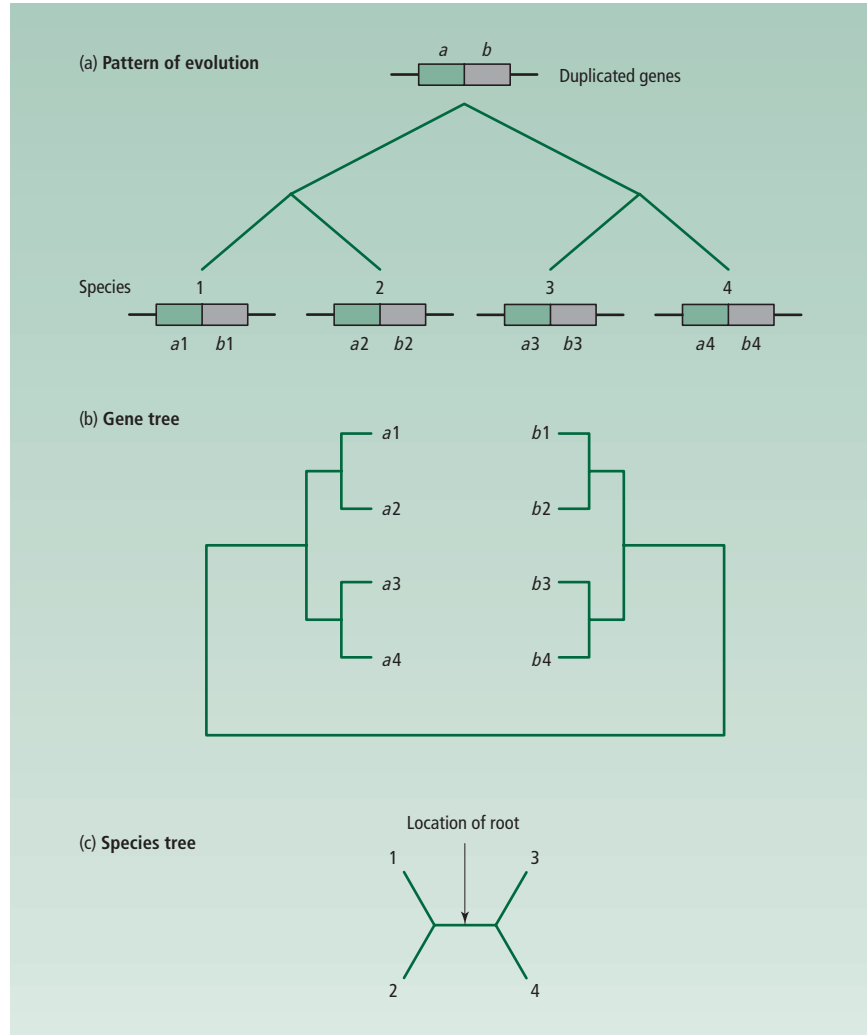 a b
(a) Pattern of evolution
Duplicated genes
Species 1 2 3 4
a1 b1 a2 b2 a3 b3 a4 b4
(b) Gene tree
a1 b1
a2 b2
a3 b3
a4 b4
Location of root
(c) Species tree
1 3
2 4